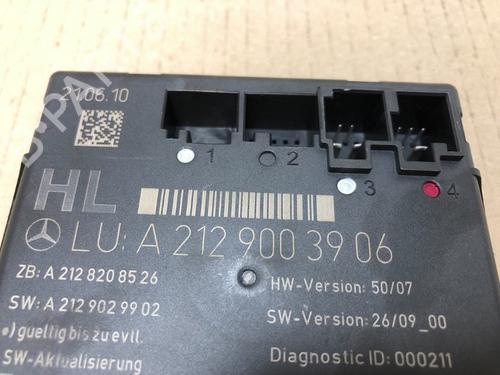 21.06.10
1
2
3
4
HL
LU: A 212 900 39 06
ZB: A 212 820 85 26
HW-Version: 50/07
SW: A 212 902 99 02
SW-Version: 26/09_00
•) gueltig bis zu evtl.
SW-Aktualisierung
Diagnostic ID: 000211